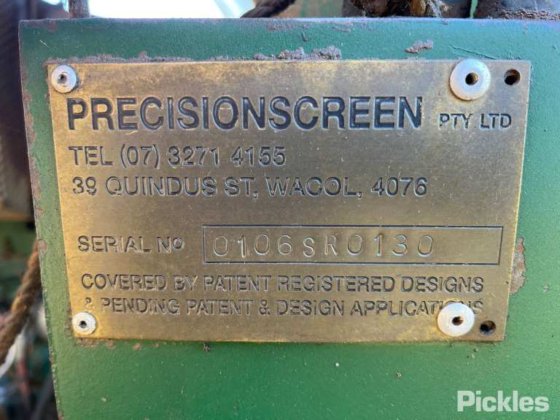 PRECISIONSCREEN PTY LTD
TEL (07) 3271 4155
39 QUINDUS ST, WACOL, 4076
SERIAL Nº 0106SR0130
COVERED BY PATENT REGISTERED DESIGNS
& PENDING PATENT & DESIGN APPLICATIONS
Pickles